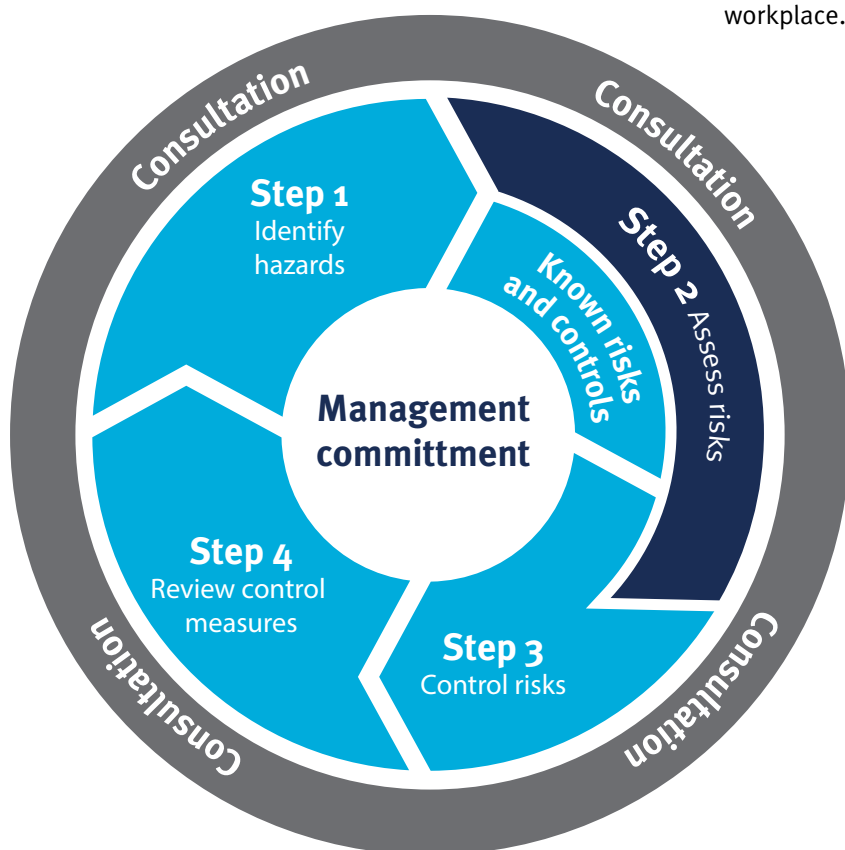 workplace.
Consultation
Consultation
Step 1
Identify
hazards
Step 2 Assess risks
Known risks
and controls
Management
committment
Step 4
Review control
measures
Step 3
Control risks
Consultation
Consultation